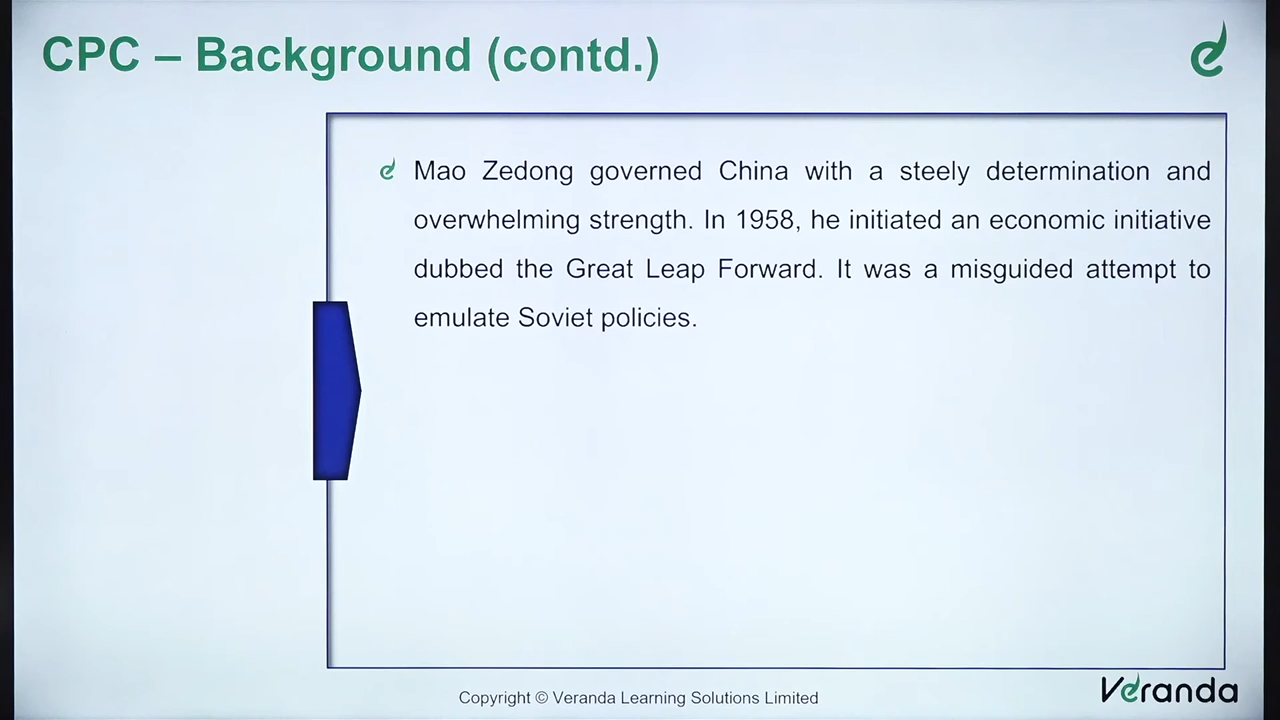 CPC – Background (contd.)
Mao Zedong governed China with a steely determination and
overwhelming strength. In 1958, he initiated an economic initiative
dubbed the Great Leap Forward. It was a misguided attempt to
emulate Soviet policies.
Copyright © Veranda Learning Solutions Limited
Veranda